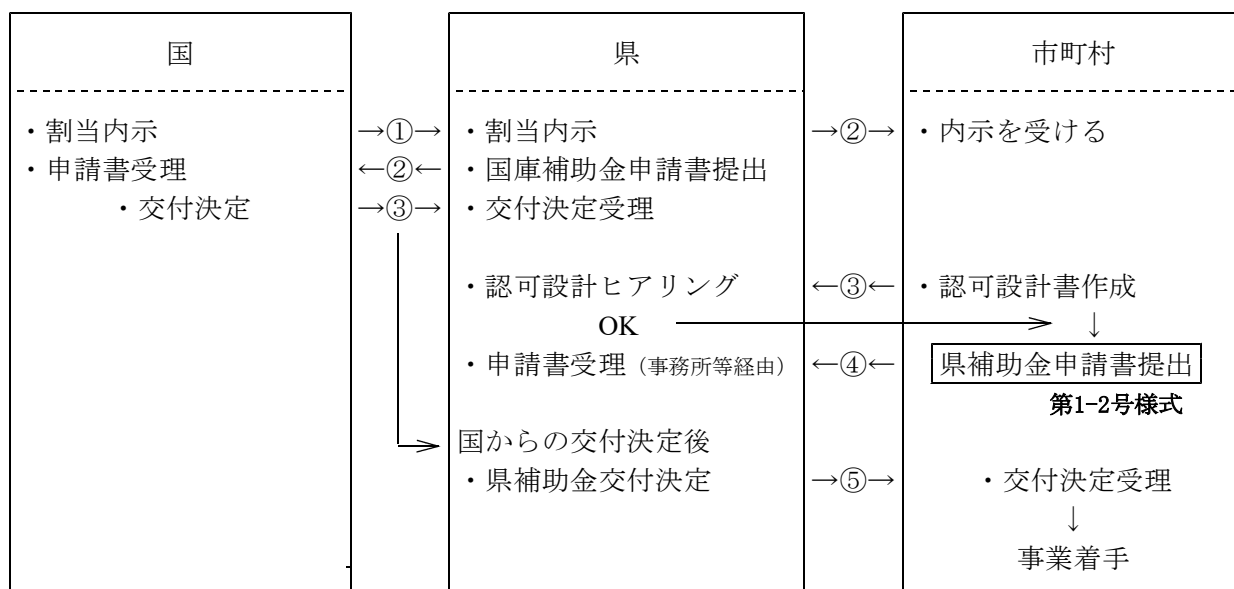 国 県 市町村
・割当内示 →①→ ・割当内示 →②→ ・内示を受ける
・申請書受理 ←②← ・国庫補助金申請書提出
・交付決定 →③→ ・交付決定受理
・認可設計ヒアリング ←③← ・認可設計書作成
OK ↓
・申請書受理（事務所等経由） ←④← 県補助金申請書提出
第1-2号様式
国からの交付決定後
・県補助金交付決定 →⑤→ ・交付決定受理
↓
事業着手